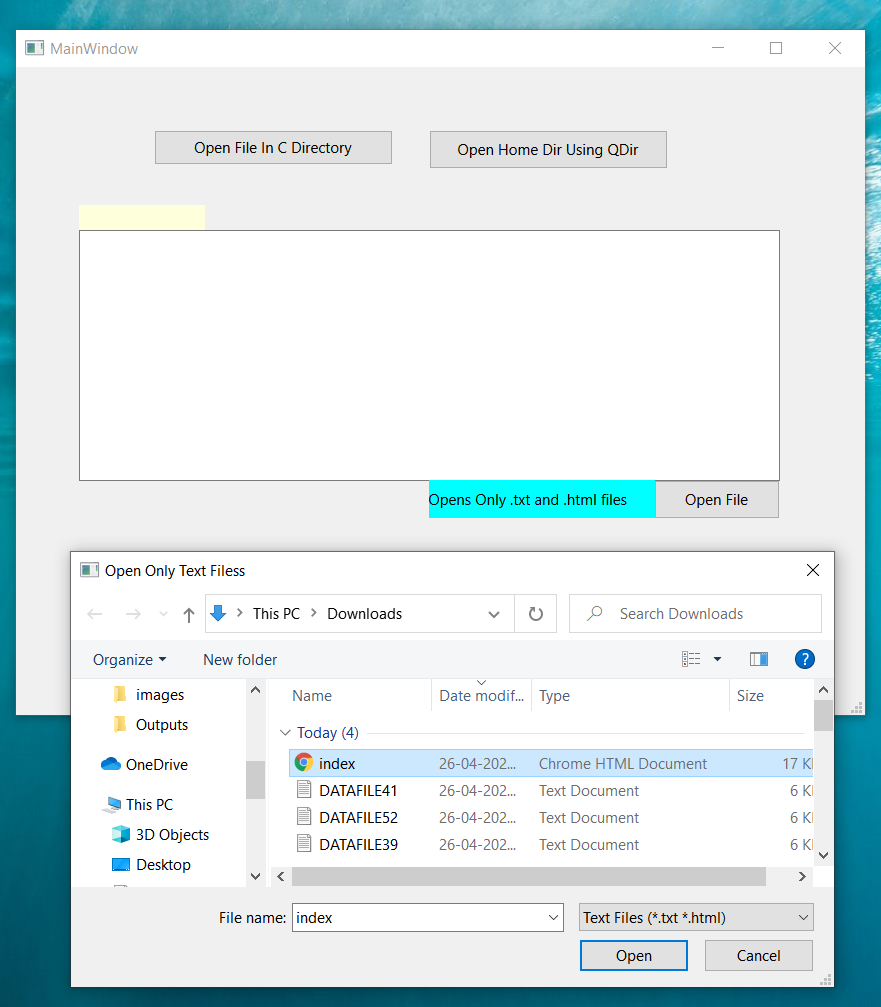 MainWindow
Open File In C Directory
Open Home Dir Using QDir
Opens Only .txt and .html files
Open File
Open Only Text Filess
This PC
Downloads
Search Downloads
Organize
New folder
?
images
Outputs
OneDrive
This PC
3D Objects
Desktop
Name Date modif... Type Size
Today (4)
index 26-04-202... Chrome HTML Document 17 K
DATAFILE41 26-04-202... Text Document 6 K
DATAFILE52 26-04-202... Text Document 6 K
DATAFILE39 26-04-202... Text Document 6 K
File name: index
Text Files (*.txt *.html)
Open
Cancel